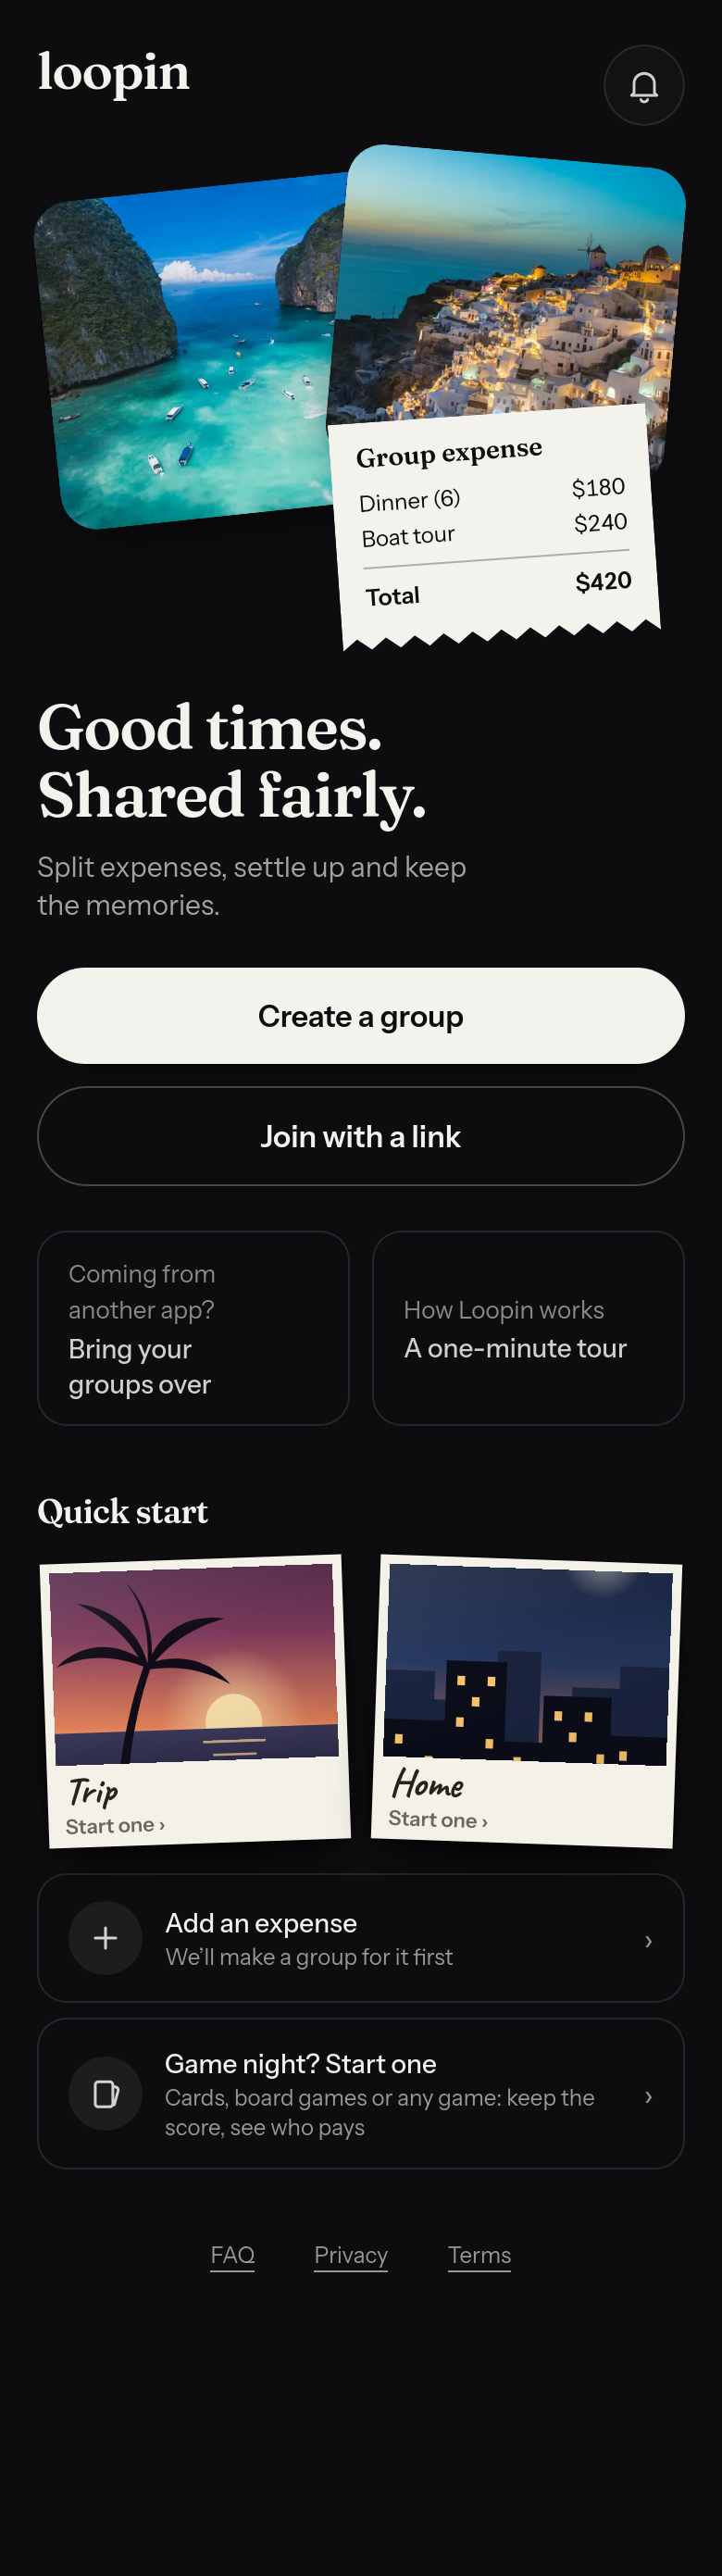 loopin
Group expense
Dinner (6) $180
Boat tour $240
Total $420
Good times.
Shared fairly.
Split expenses, settle up and keep
the memories.
Create a group
Join with a link
Coming from
another app?
Bring your
groups over
How Loopin works
A one-minute tour
Quick start
Trip
Start one ›
Home
Start one ›
Add an expense
We’ll make a group for it first
›
Game night? Start one
Cards, board games or any game: keep the
score, see who pays
›
FAQ Privacy Terms